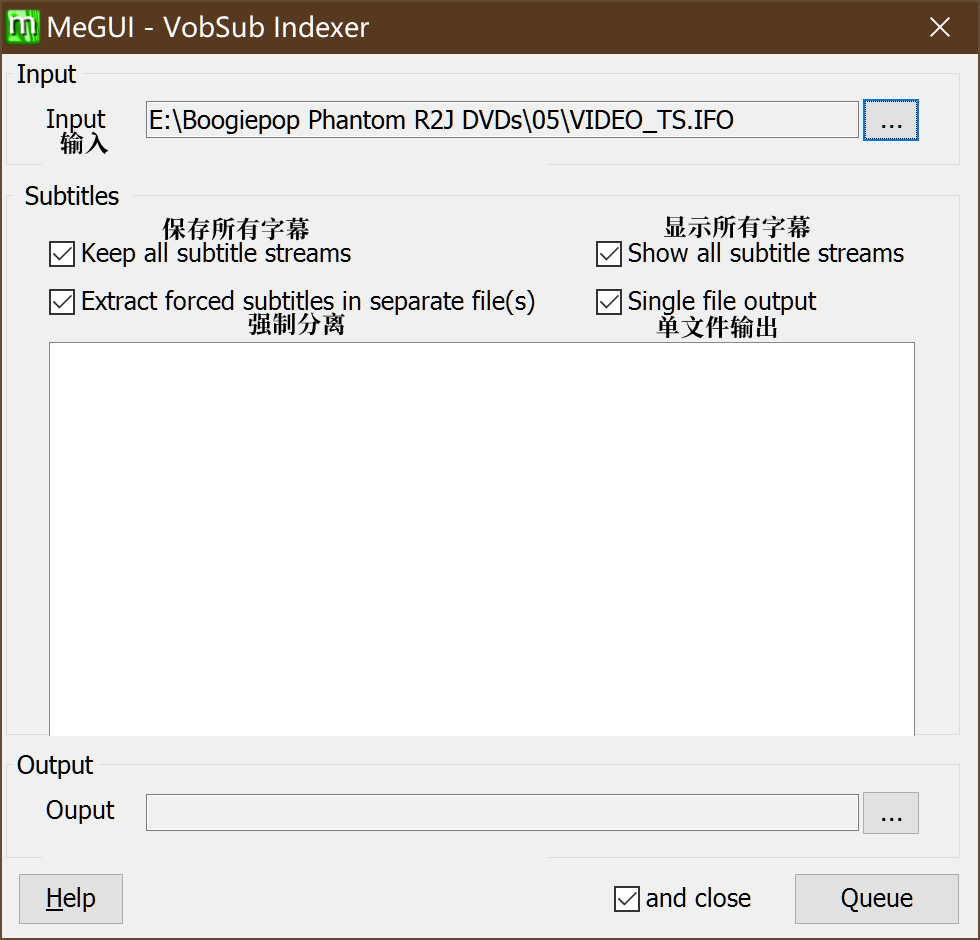 MeGUI - VobSub Indexer
Input
Input
输入
E:\Boogiepop Phantom R2J DVDs\05\VIDEO_TS.IFO
...
Subtitles
保存所有字幕
显示所有字幕
Keep all subtitle streams
Show all subtitle streams
Extract forced subtitles in separate file(s)
Single file output
强制分离
单文件输出
Output
Ouput
...
Help
and close
Queue